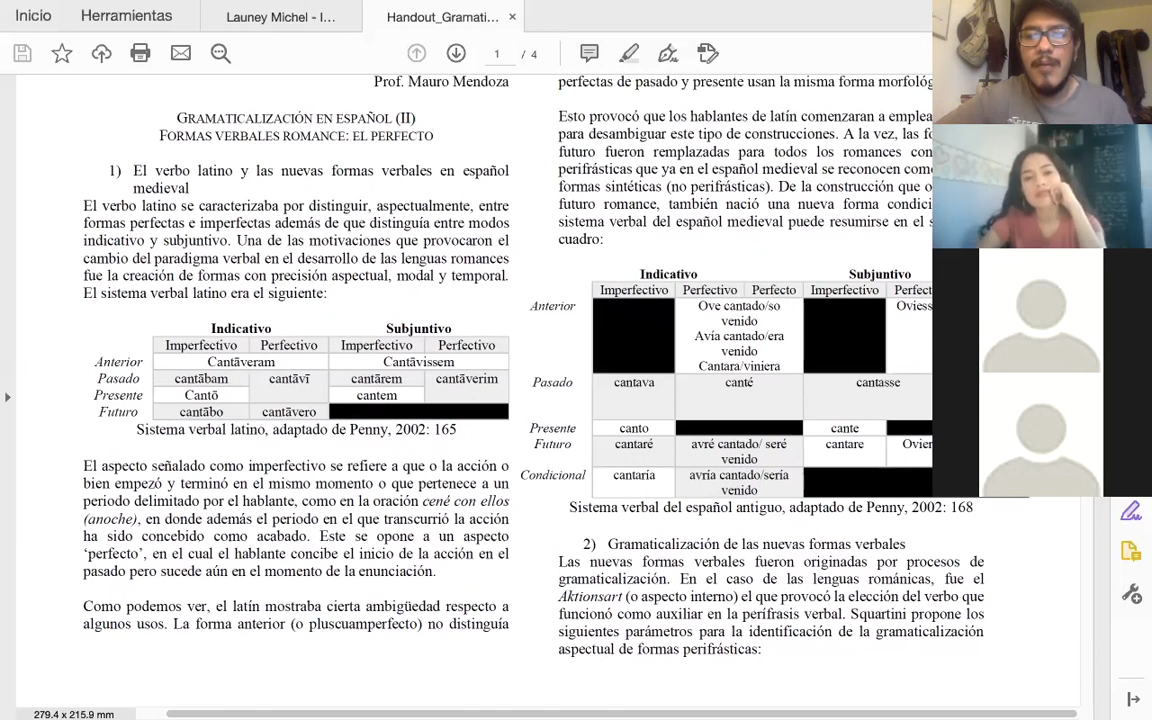 Inicio
Herramientas
Launey Michel - I...
Handout_Gramati...
×
1 / 4
Prof. Mauro Mendoza
GRAMATICALIZACIÓN EN ESPAÑOL (II)
FORMAS VERBALES ROMANCE: EL PERFECTO
1) El verbo latino y las nuevas formas verbales en español
medieval
El verbo latino se caracterizaba por distinguir, aspectualmente, entre
formas perfectas e imperfectas además de que distinguía entre modos
indicativo y subjuntivo. Una de las motivaciones que provocaron el
cambio del paradigma verbal en el desarrollo de las lenguas romances
fue la creación de formas con precisión aspectual, modal y temporal.
El sistema verbal latino era el siguiente:
Indicativo Subjuntivo
Imperfectivo Perfectivo Imperfectivo Perfectivo
Anterior Cantāveram Cantāvissem
Pasado cantābam cantāvī cantārem cantāverim
Presente Cantō cantem
Futuro cantābo cantāvero
Sistema verbal latino, adaptado de Penny, 2002: 165
El aspecto señalado como imperfectivo se refiere a que o la acción o
bien empezó y terminó en el mismo momento o que pertenece a un
periodo delimitado por el hablante, como en la oración cené con ellos
(anoche), en donde además el periodo en el que transcurrió la acción
ha sido concebido como acabado. Este se opone a un aspecto
‘perfecto’, en el cual el hablante concibe el inicio de la acción en el
pasado pero sucede aún en el momento de la enunciación.
Como podemos ver, el latín mostraba cierta ambigüedad respecto a
algunos usos. La forma anterior (o pluscuamperfecto) no distinguía
perfectas de pasado y presente usan la misma forma morfológ
Esto provocó que los hablantes de latín comenzaran a emplea
para desambiguar este tipo de construcciones. A la vez, las fo
futuro fueron remplazadas para todos los romances con
perifrásticas que ya en el español medieval se reconocen como
formas sintéticas (no perifrásticas). De la construcción que o
futuro romance, también nació una nueva forma condici
sistema verbal del español medieval puede resumirse en el s
cuadro:
Indicativo Subjuntivo
Imperfectivo Perfectivo Perfecto Imperfectivo Perfect
Anterior Ove cantado/so Oviess
venido
Avía cantado/era
venido
Cantara/viniera
Pasado cantava canté cantasse
Presente canto cante
Futuro cantaré avré cantado/ seré cantare Ovier
venido
Condicional cantaría avría cantado/sería
venido
Sistema verbal del español antiguo, adaptado de Penny, 2002: 168
2) Gramaticalización de las nuevas formas verbales
Las nuevas formas verbales fueron originadas por procesos de
gramaticalización. En el caso de las lenguas románicas, fue el
Aktionsart (o aspecto interno) el que provocó la elección del verbo que
funcionó como auxiliar en la perífrasis verbal. Squartini propone los
siguientes parámetros para la identificación de la gramaticalización
aspectual de formas perifrásticas:
279.4 x 215.9 mm